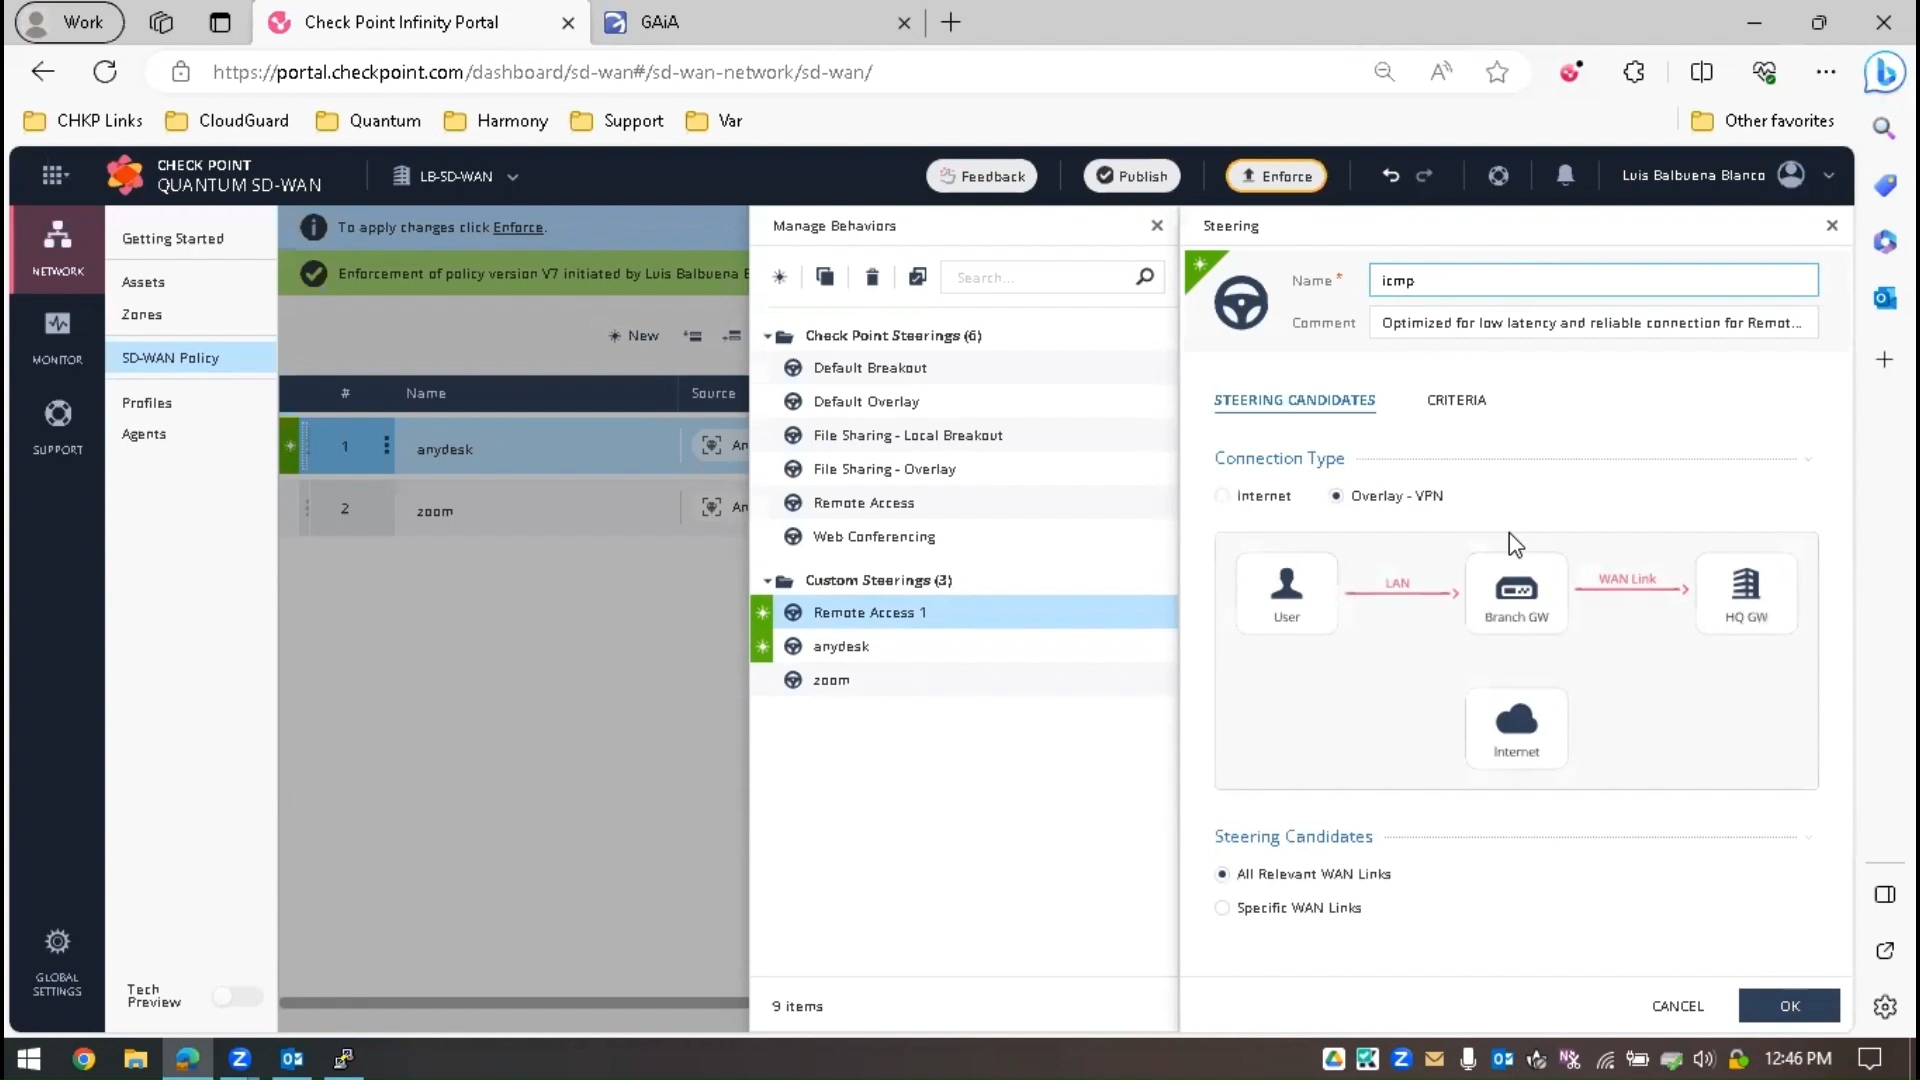 Work
Check Point Infinity Portal
GAiA
https://portal.checkpoint.com/dashboard/sd-wan#/sd-wan-network/sd-wan/
CHKP Links
CloudGuard
Quantum
Harmony
Support
Var
Other favorites
CHECK POINT
QUANTUM SD-WAN
LB-SD-WAN
Feedback
Publish
Enforce
Luis Balbuena Blanco
NETWORK
MONITOR
SUPPORT
GLOBAL
SETTINGS
Getting Started
Assets
Zones
SD-WAN Policy
Profiles
Agents
Tech
Preview
To apply changes click Enforce.
Enforcement of policy version V7 initiated by Luis Balbuena B
New
# Name Source
1 anydesk An
2 zoom An
Manage Behaviors
Search...
Check Point Steerings (6)
Default Breakout
Default Overlay
File Sharing - Local Breakout
File Sharing - Overlay
Remote Access
Web Conferencing
Custom Steerings (3)
Remote Access 1
anydesk
zoom
9 items
Steering
Name * icmp
Comment Optimized for low latency and reliable connection for Remot...
STEERING CANDIDATES CRITERIA
Connection Type
Internet Overlay - VPN
User
LAN
Branch GW
WAN Link
HQ GW
Internet
Steering Candidates
All Relevant WAN Links
Specific WAN Links
CANCEL OK
12:46 PM